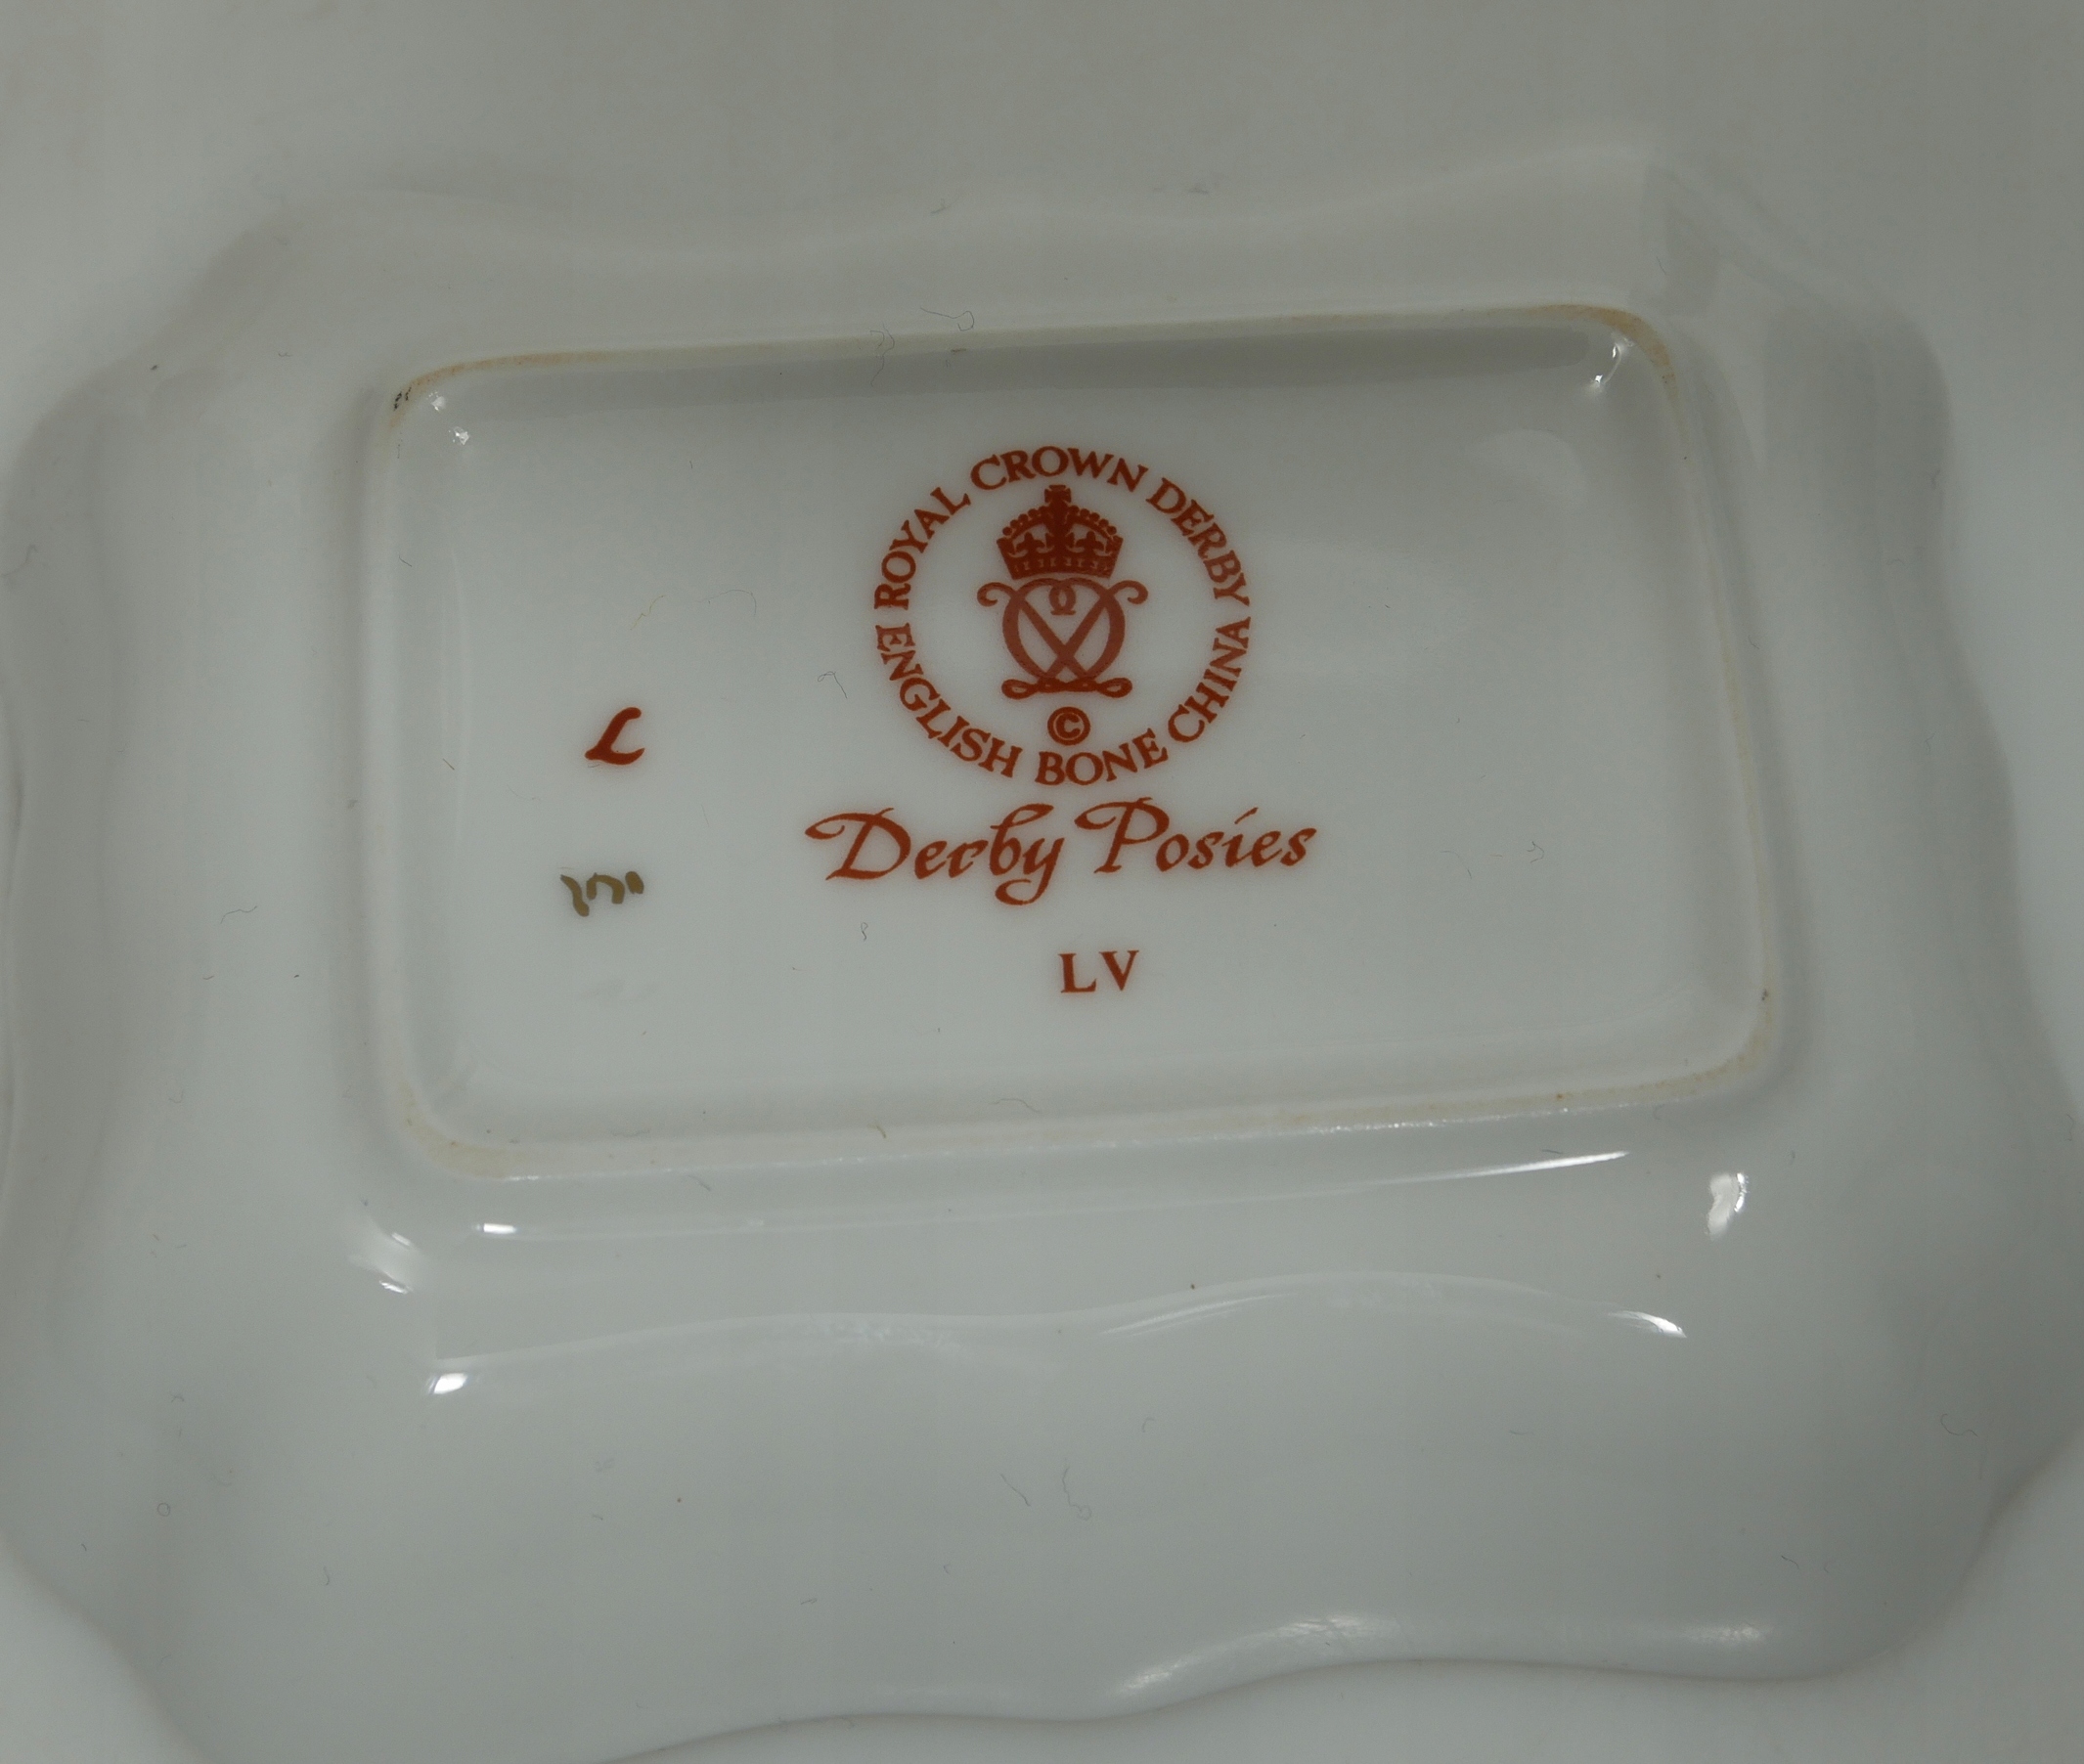 ROYAL CROWN DERBY
ENGLISH BONE CHINA
©
Derby Posies
LV
L